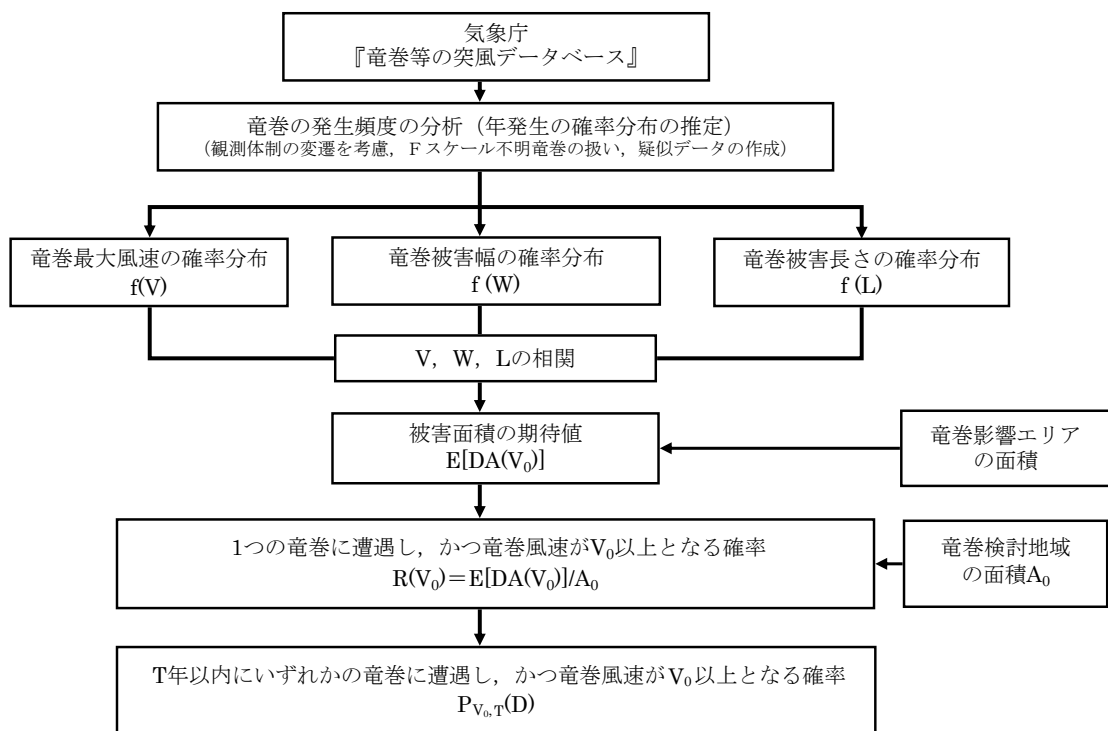 気象庁
『竜巻等の突風データベース』
竜巻の発生頻度の分析（年発生の確率分布の推定）
（観測体制の変遷を考慮，Ｆスケール不明竜巻の扱い，疑似データの作成）
竜巻最大風速の確率分布
f(V)
竜巻被害幅の確率分布
f (W)
竜巻被害長さの確率分布
f (L)
V，W，Lの相関
被害面積の期待値
E[DA(V₀)]
竜巻影響エリア
の面積
1つの竜巻に遭遇し，かつ竜巻風速がV₀以上となる確率
R(V₀)＝E[DA(V₀)]/A₀
竜巻検討地域
の面積A₀
T年以内にいずれかの竜巻に遭遇し，かつ竜巻風速がV₀以上となる確率
P_{V₀,T}(D)